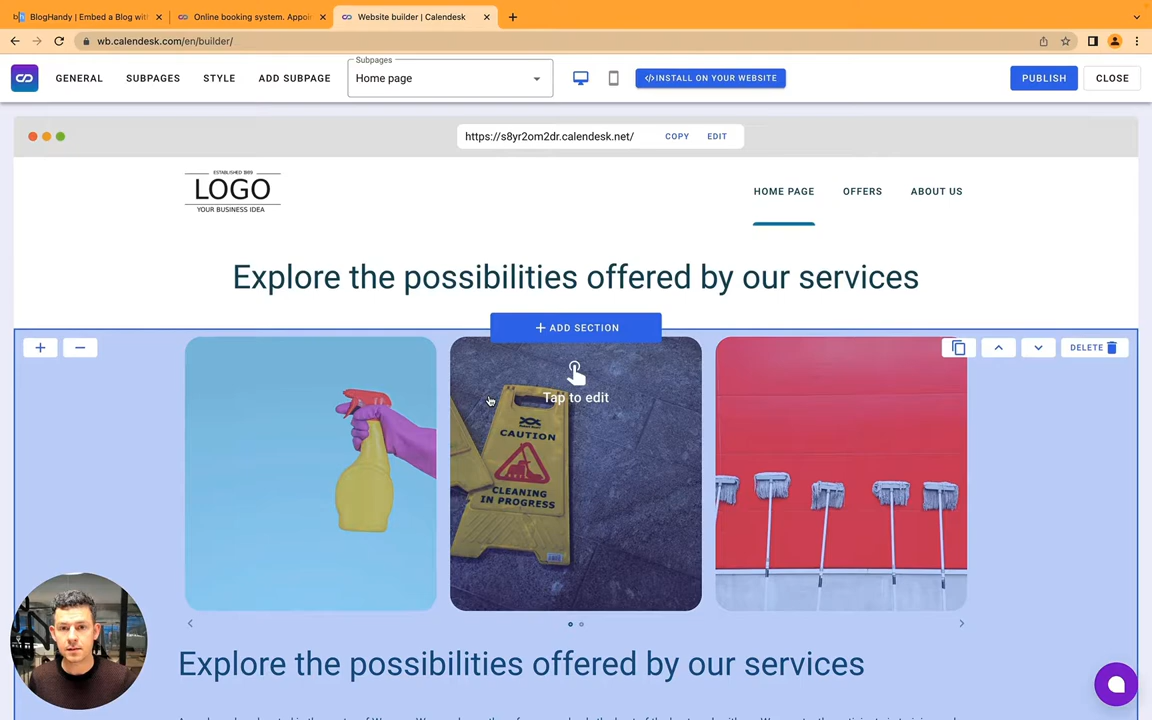 BlogHandy | Embed a Blog wit
Online booking system. Appoi
Website builder | Calendesk
wb.calendesk.com/en/builder/
GENERAL
SUBPAGES
STYLE
ADD SUBPAGE
Subpages
Home page
INSTALL ON YOUR WEBSITE
PUBLISH
CLOSE
https://s8yr2om2dr.calendesk.net/
COPY
EDIT
ESTABLISHED 1989
LOGO
YOUR BUSINESS IDEA
HOME PAGE
OFFERS
ABOUT US
Explore the possibilities offered by our services
ADD SECTION
DELETE
Tap to edit
CAUTION
CLEANING
IN PROGRESS
Explore the possibilities offered by our services